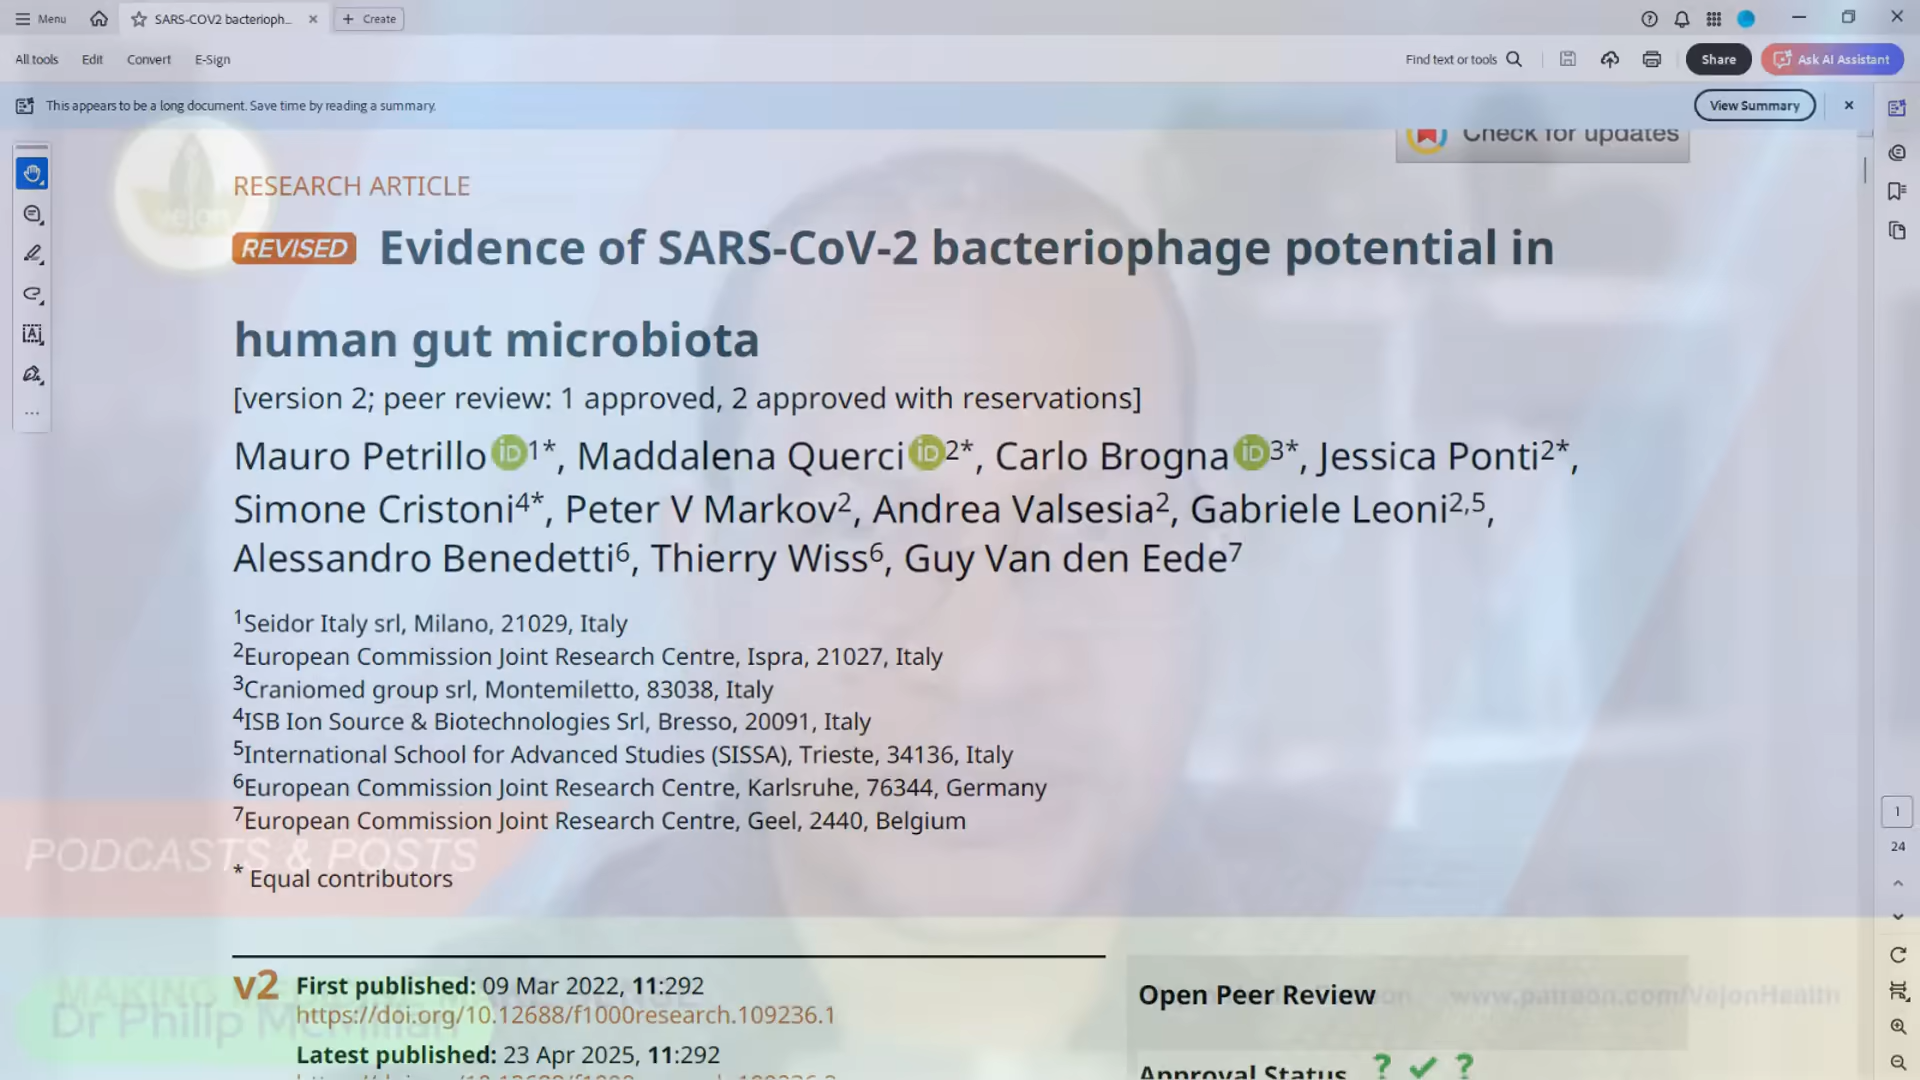 Menu
SARS-COV2 bacterioph...
Create
All tools
Edit
Convert
E-Sign
Find text or tools
Share
Ask AI Assistant
This appears to be a long document. Save time by reading a summary.
View Summary
Check for updates
vejon
RESEARCH ARTICLE
REVISED Evidence of SARS-CoV-2 bacteriophage potential in
human gut microbiota
[version 2; peer review: 1 approved, 2 approved with reservations]
Mauro Petrillo iD 1*, Maddalena Querci iD 2*, Carlo Brogna iD 3*, Jessica Ponti2*,
Simone Cristoni4*, Peter V Markov2, Andrea Valsesia2, Gabriele Leoni2,5,
Alessandro Benedetti6, Thierry Wiss6, Guy Van den Eede7
1Seidor Italy srl, Milano, 21029, Italy
2European Commission Joint Research Centre, Ispra, 21027, Italy
3Craniomed group srl, Montemiletto, 83038, Italy
4ISB Ion Source & Biotechnologies Srl, Bresso, 20091, Italy
5International School for Advanced Studies (SISSA), Trieste, 34136, Italy
6European Commission Joint Research Centre, Karlsruhe, 76344, Germany
7European Commission Joint Research Centre, Geel, 2440, Belgium
1
24
PODCASTS & POSTS
* Equal contributors
v2 First published: 09 Mar 2022, 11:292
https://doi.org/10.12688/f1000research.109236.1
Latest published: 23 Apr 2025, 11:292
Open Peer Review
www.patreon.com/VejonHealth
Approval Status ? ✓ ?
MAKING
Dr Philip McMillan